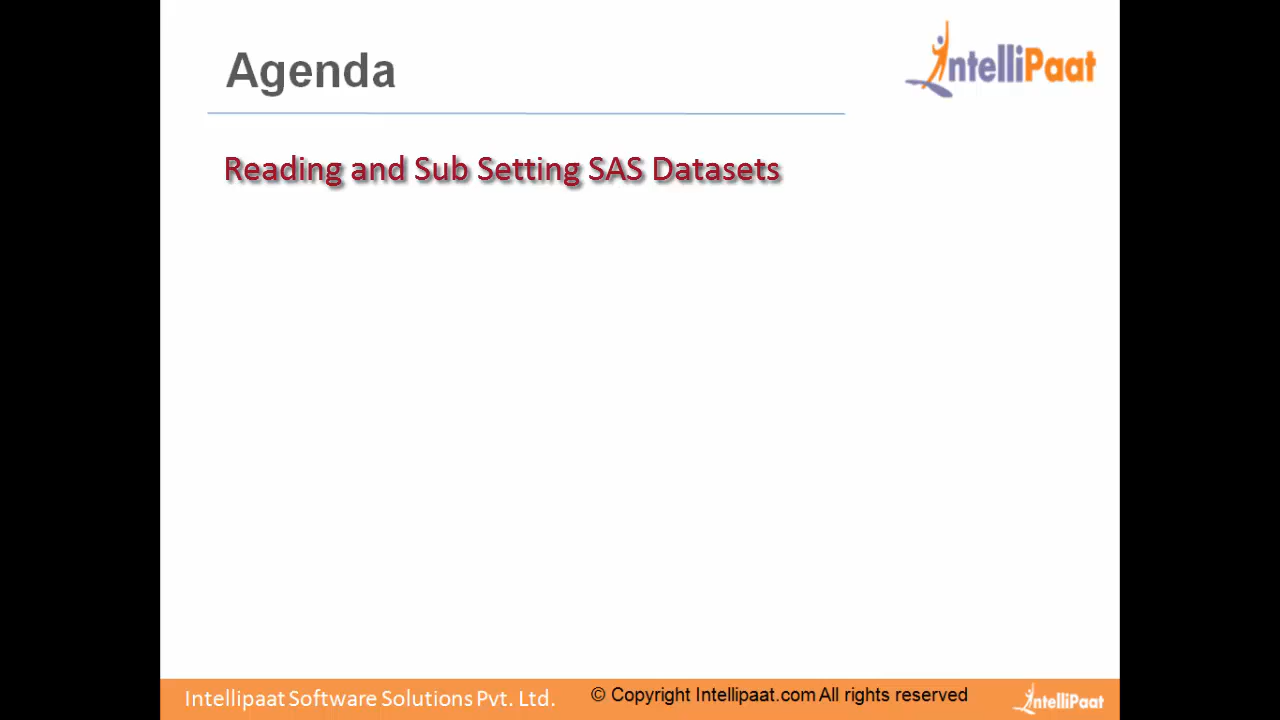 Agenda
IntelliPaat
Reading and Sub Setting SAS Datasets
Intellipaat Software Solutions Pvt. Ltd.
© Copyright Intellipaat.com All rights reserved
IntelliPaat